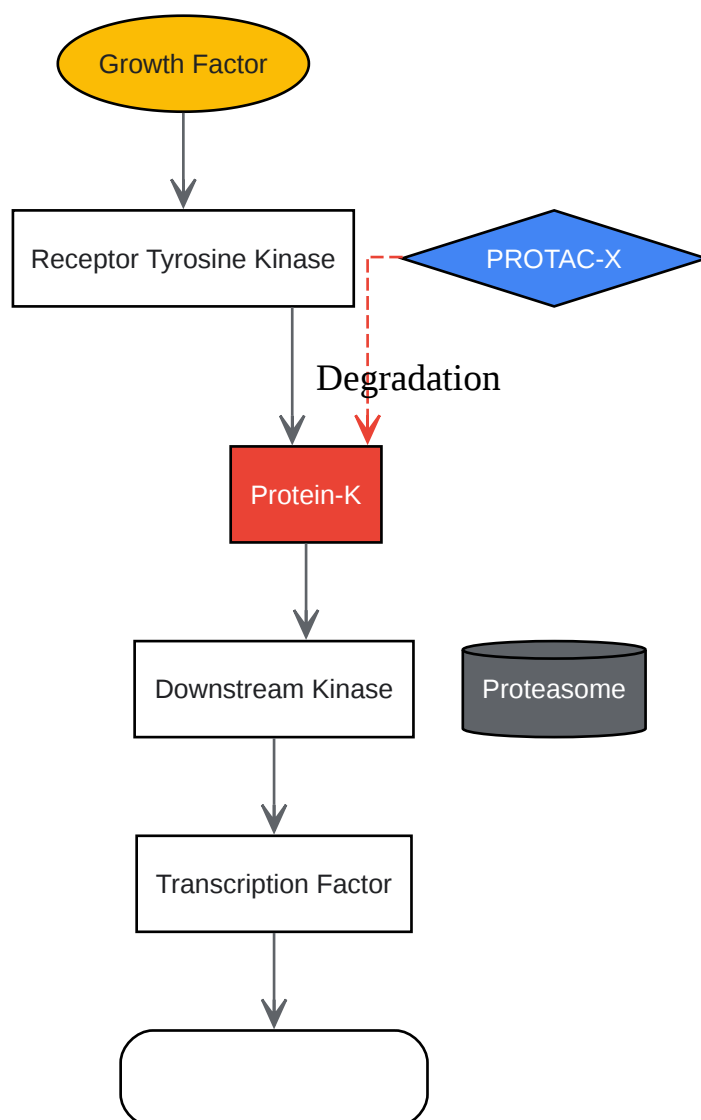 Growth Factor
Receptor Tyrosine Kinase
PROTAC-X
Degradation
Protein-K
Downstream Kinase
Proteasome
Transcription Factor